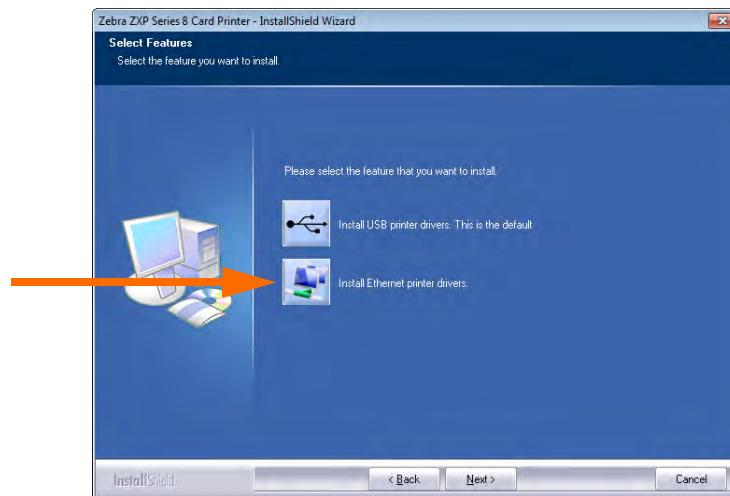 Zebra ZXP Series 8 Card Printer - InstallShield Wizard
Select Features
Select the feature you want to install.
Please select the feature that you want to install.
Install USB printer drivers. This is the default
Install Ethernet printer drivers.
InstallShield
< Back
Next >
Cancel